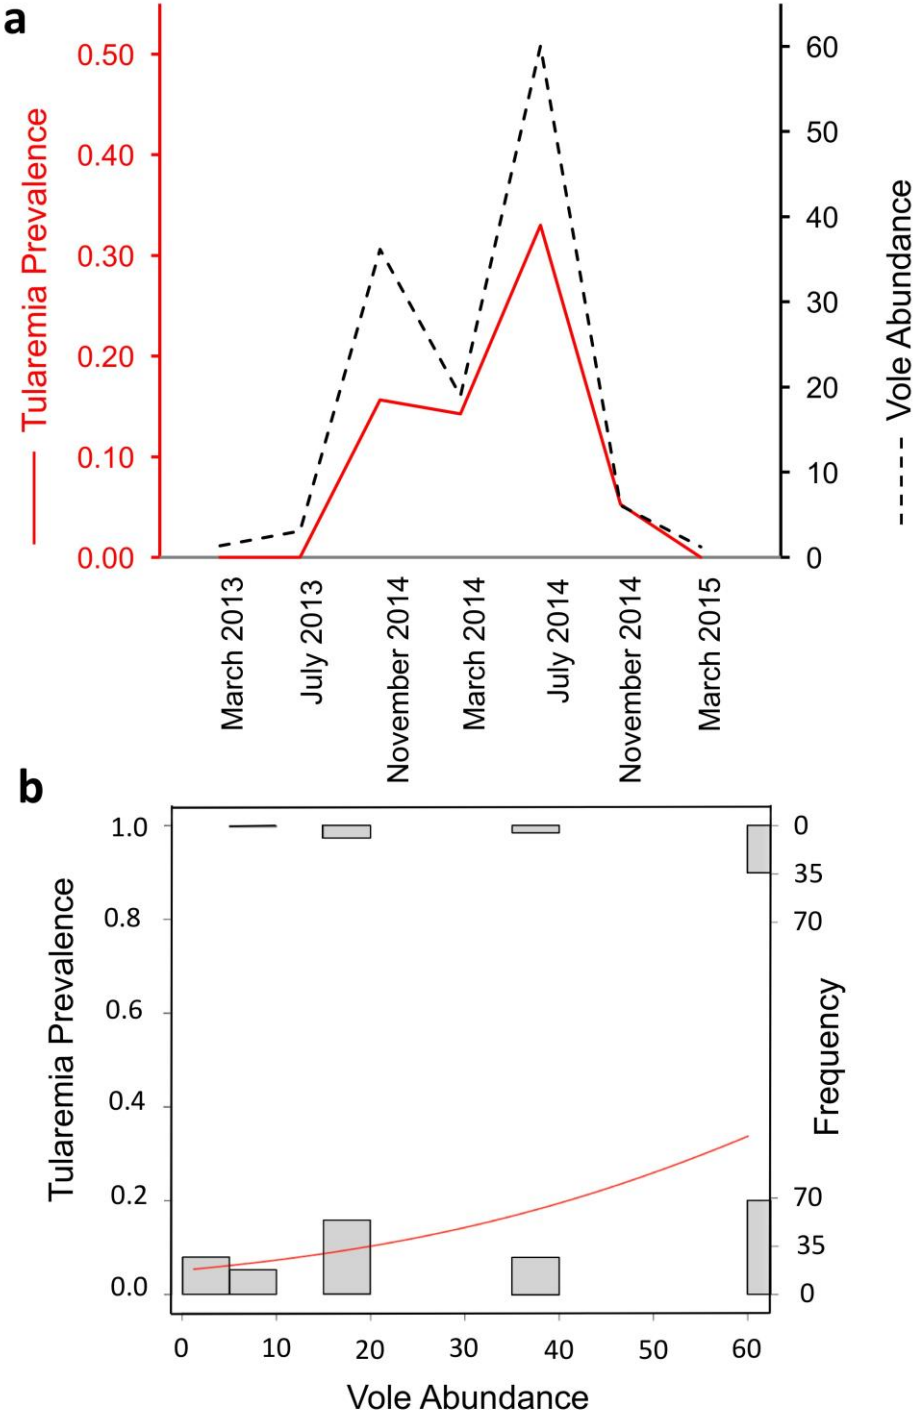 a
0.50
0.40
0.30
0.20
0.10
0.00
Tularemia Prevalence
60
50
40
30
20
10
0
Vole Abundance
March 2013
July 2013
November 2014
March 2014
July 2014
November 2014
March 2015
b
1.0
0.8
0.6
0.4
0.2
0.0
Tularemia Prevalence
0
35
70
70
35
0
Frequency
0 10 20 30 40 50 60
Vole Abundance